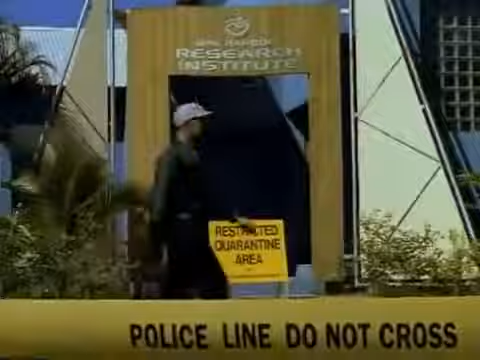 RESEARCH
INSTITUTE
RESTRICTED
QUARANTINE
AREA
POLICE LINE DO NOT CROSS